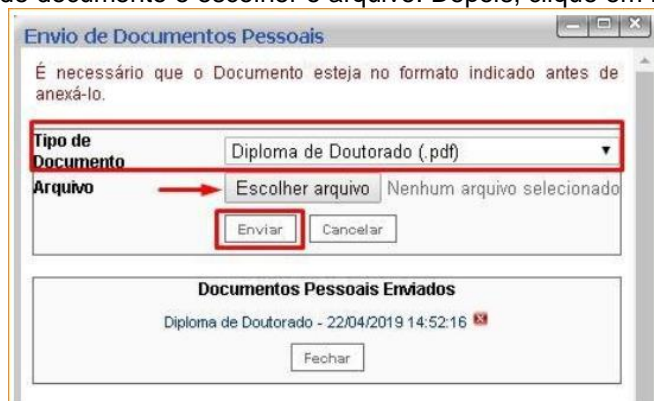 do documento e escolher o arquivo. Depois, clique em
Envio de Documentos Pessoais
É necessário que o Documento esteja no formato indicado antes de
anexá-lo.
Tipo de
Documento
Diploma de Doutorado (.pdf)
Arquivo Escolher arquivo Nenhum arquivo selecionado
Enviar Cancelar
Documentos Pessoais Enviados
Diploma de Doutorado - 22/04/2019 14:52:16
Fechar